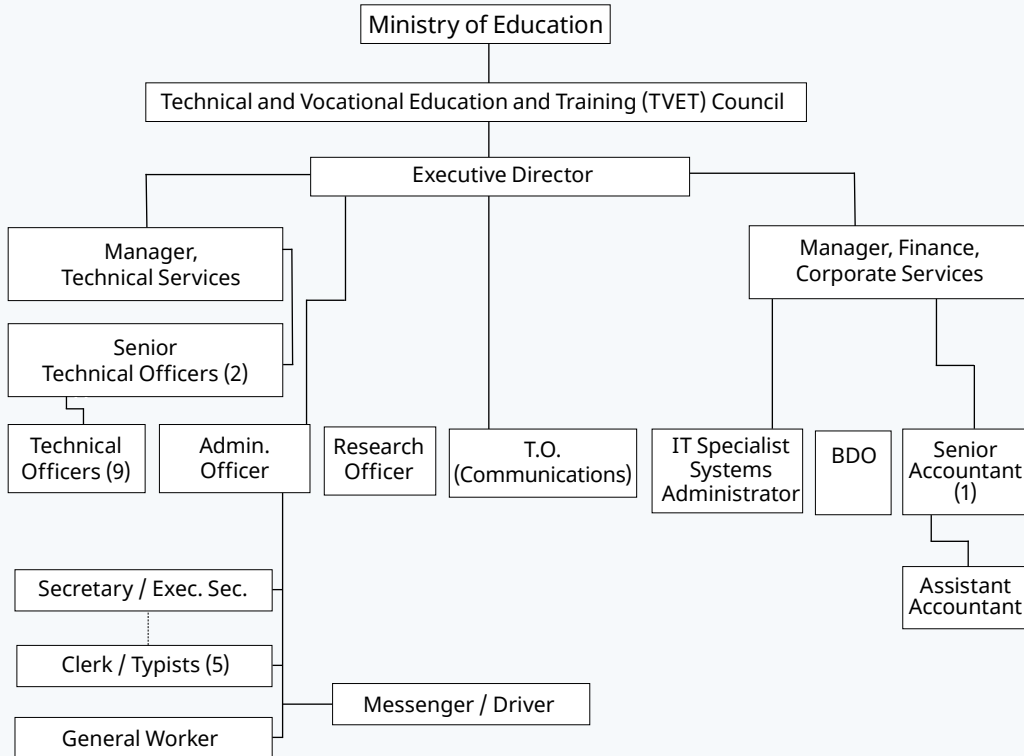 Ministry of Education
Technical and Vocational Education and Training (TVET) Council
Executive Director
Manager,
Technical Services
Manager, Finance,
Corporate Services
Senior
Technical Officers (2)
Technical
Officers (9)
Admin.
Officer
Research
Officer
T.O.
(Communications)
IT Specialist
Systems
Administrator
BDO
Senior
Accountant
(1)
Assistant
Accountant
Secretary / Exec. Sec.
Clerk / Typists (5)
Messenger / Driver
General Worker